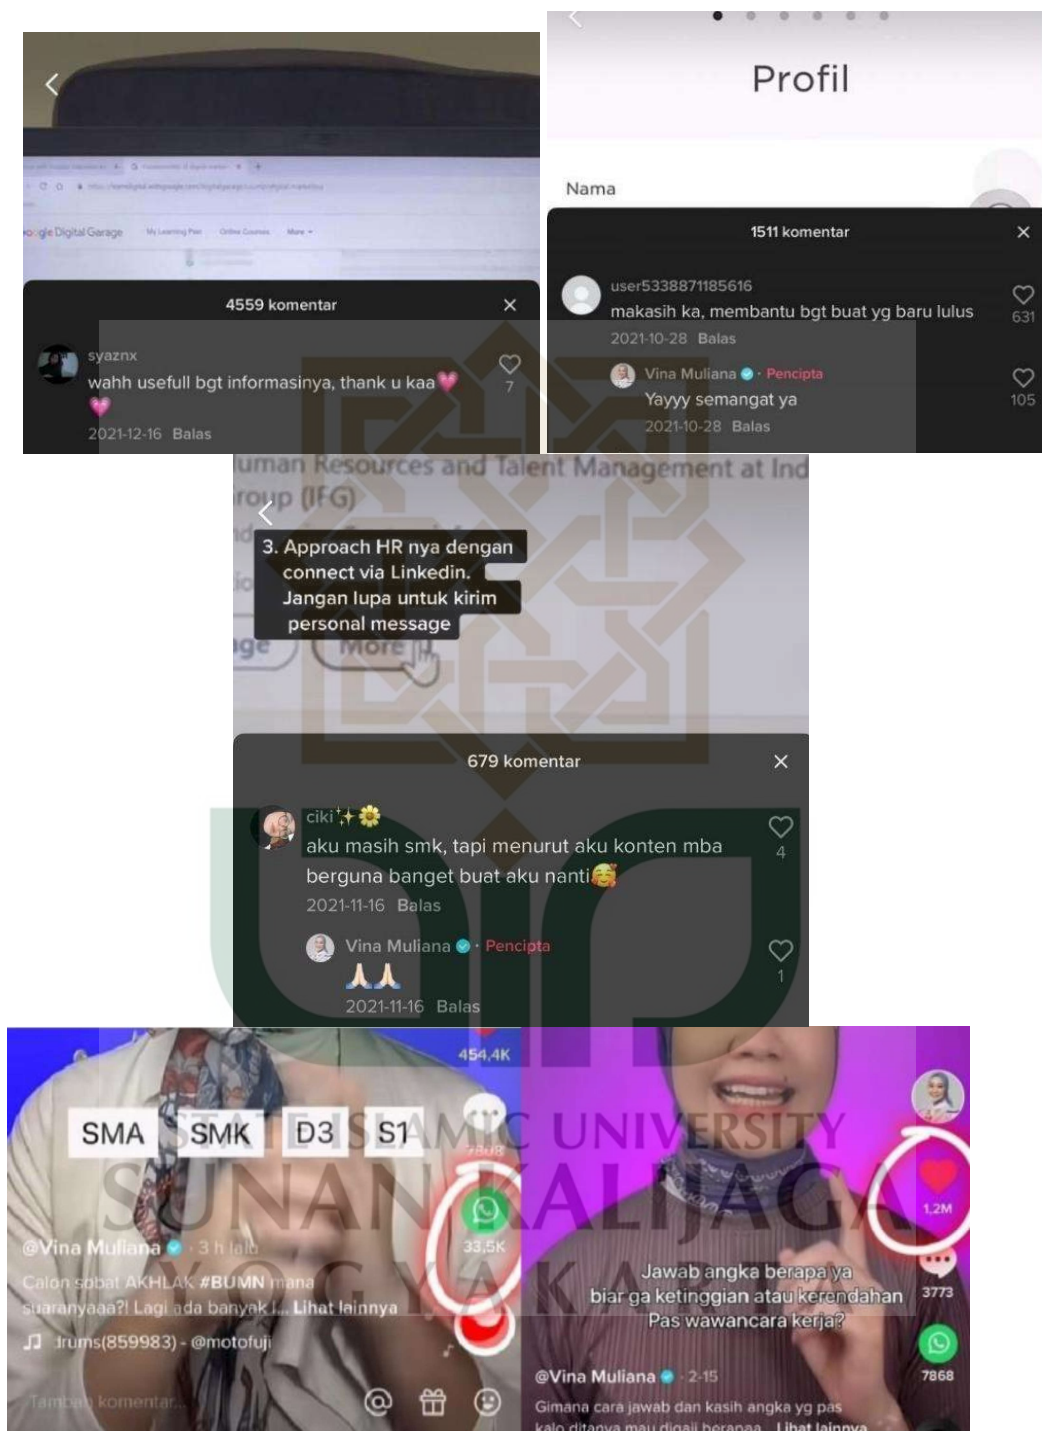 Google Digital Garage My Learning Plan Online Courses More
4559 komentar
syaznx
wahh usefull bgt informasinya, thank u kaa💗
💗
7
2021-12-16 Balas
Profil
Nama
1511 komentar
user5338871185616
makasih ka, membantu bgt buat yg baru lulus
631
2021-10-28 Balas
Vina Muliana · Pencipta
Yayyy semangat ya
105
2021-10-28 Balas
Human Resources and Talent Management at Ind
roup (IFG)
3. Approach HR nya dengan
connect via Linkedin.
Jangan lupa untuk kirim
personal message
More
679 komentar
ciki✨🌼
aku masih smk, tapi menurut aku konten mba
berguna banget buat aku nanti🥰
4
2021-11-16 Balas
Vina Muliana · Pencipta
🙏🏻🙏🏻
1
2021-11-16 Balas
454,4K
SMA SMK D3 S1
33,5K
@Vina Muliana · 3 h lalu
Calon sobat AKHLAK #BUMN mana
suaranyaaa?! Lagi ada banyak l... Lihat lainnya
drums(859983) - @motofuji
Tambah komentar...
1,2M
Jawab angka berapa ya
biar ga ketinggian atau kerendahan
Pas wawancara kerja?
3773
7868
@Vina Muliana · 2-15
Gimana cara jawab dan kasih angka yg pas
kalo ditanya mau digaji berapaa... Lihat lainnya
STATE ISLAMIC UNIVERSITY
SUNAN KALIJAGA
YOGYAKARTA